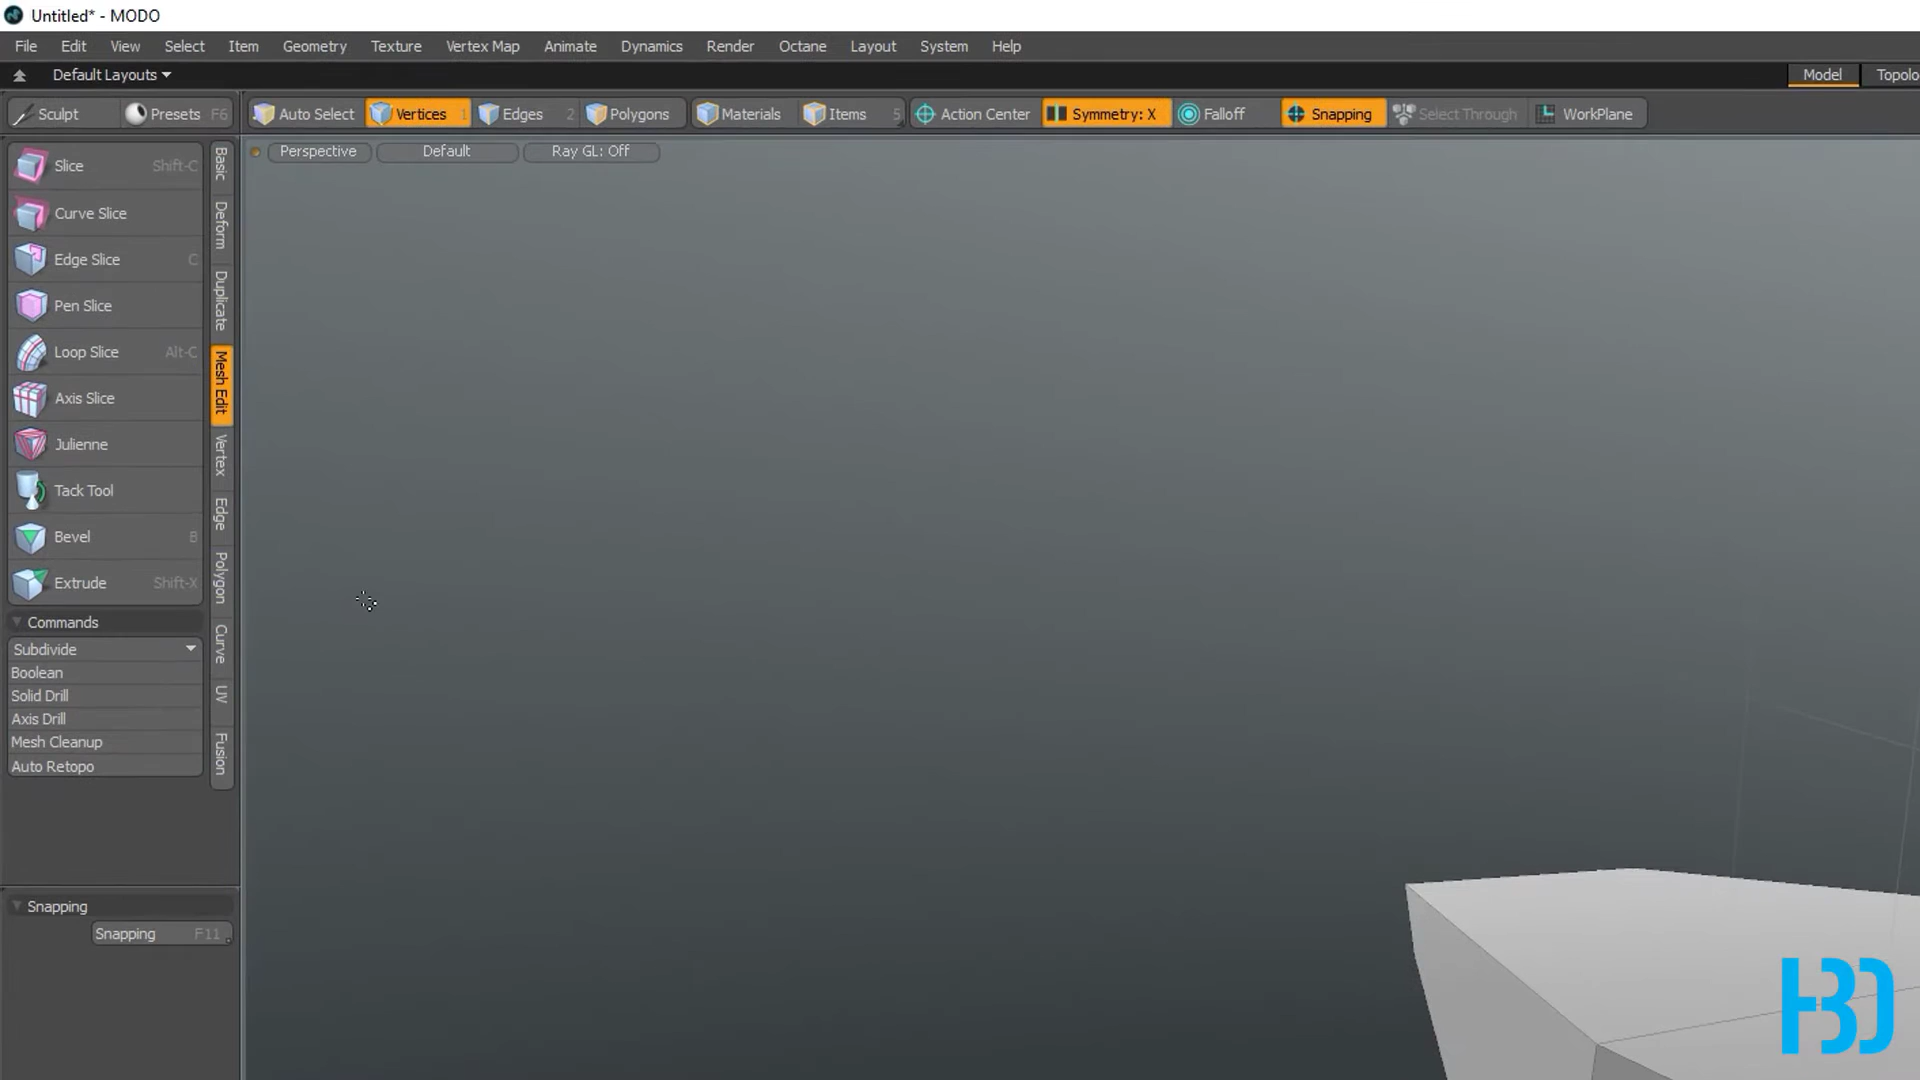 Untitled* - MODO
File Edit View Select Item Geometry Texture Vertex Map Animate Dynamics Render Octane Layout System Help
Default Layouts
Model Topolo
Sculpt Presets F6 Auto Select Vertices 1 Edges 2 Polygons Materials Items 5 Action Center Symmetry: X Falloff Snapping Select Through WorkPlane
Perspective Default Ray GL: Off
Slice Shift-C
Curve Slice
Edge Slice C
Pen Slice
Loop Slice Alt-C
Axis Slice
Julienne
Tack Tool
Bevel B
Extrude Shift-X
Basic
Deform
Duplicate
Mesh Edit
Vertex
Edge
Polygon
Curve
UV
Fusion
Commands
Subdivide
Boolean
Solid Drill
Axis Drill
Mesh Cleanup
Auto Retopo
Snapping
Snapping F11